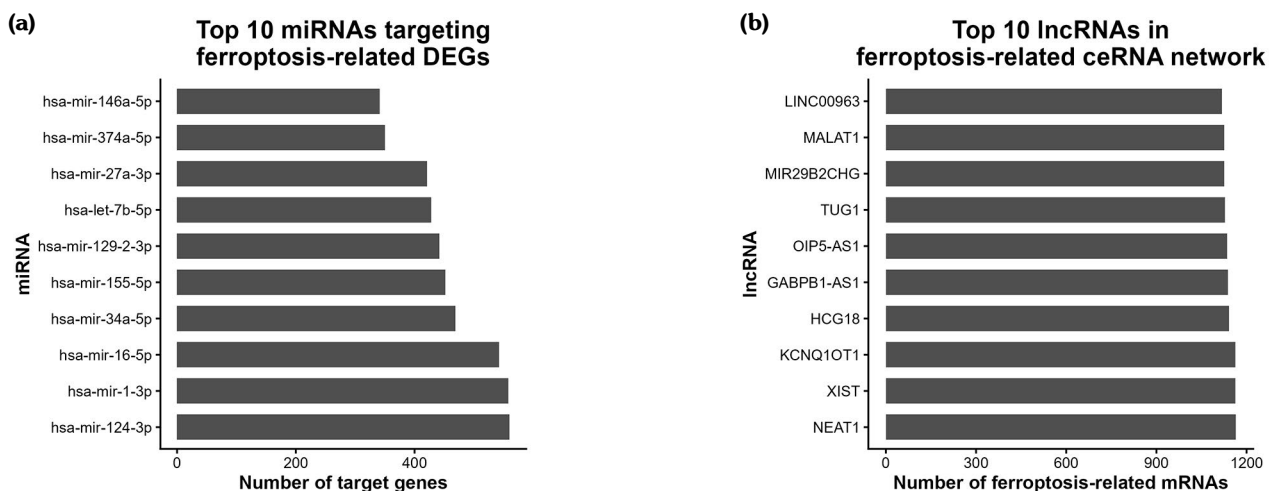 (a)
Top 10 miRNAs targeting
ferroptosis-related DEGs
miRNA
hsa-mir-146a-5p
hsa-mir-374a-5p
hsa-mir-27a-3p
hsa-let-7b-5p
hsa-mir-129-2-3p
hsa-mir-155-5p
hsa-mir-34a-5p
hsa-mir-16-5p
hsa-mir-1-3p
hsa-mir-124-3p
0 200 400
Number of target genes
(b)
Top 10 lncRNAs in
ferroptosis-related ceRNA network
lncRNA
LINC00963
MALAT1
MIR29B2CHG
TUG1
OIP5-AS1
GABPB1-AS1
HCG18
KCNQ1OT1
XIST
NEAT1
0 300 600 900 1200
Number of ferroptosis-related mRNAs